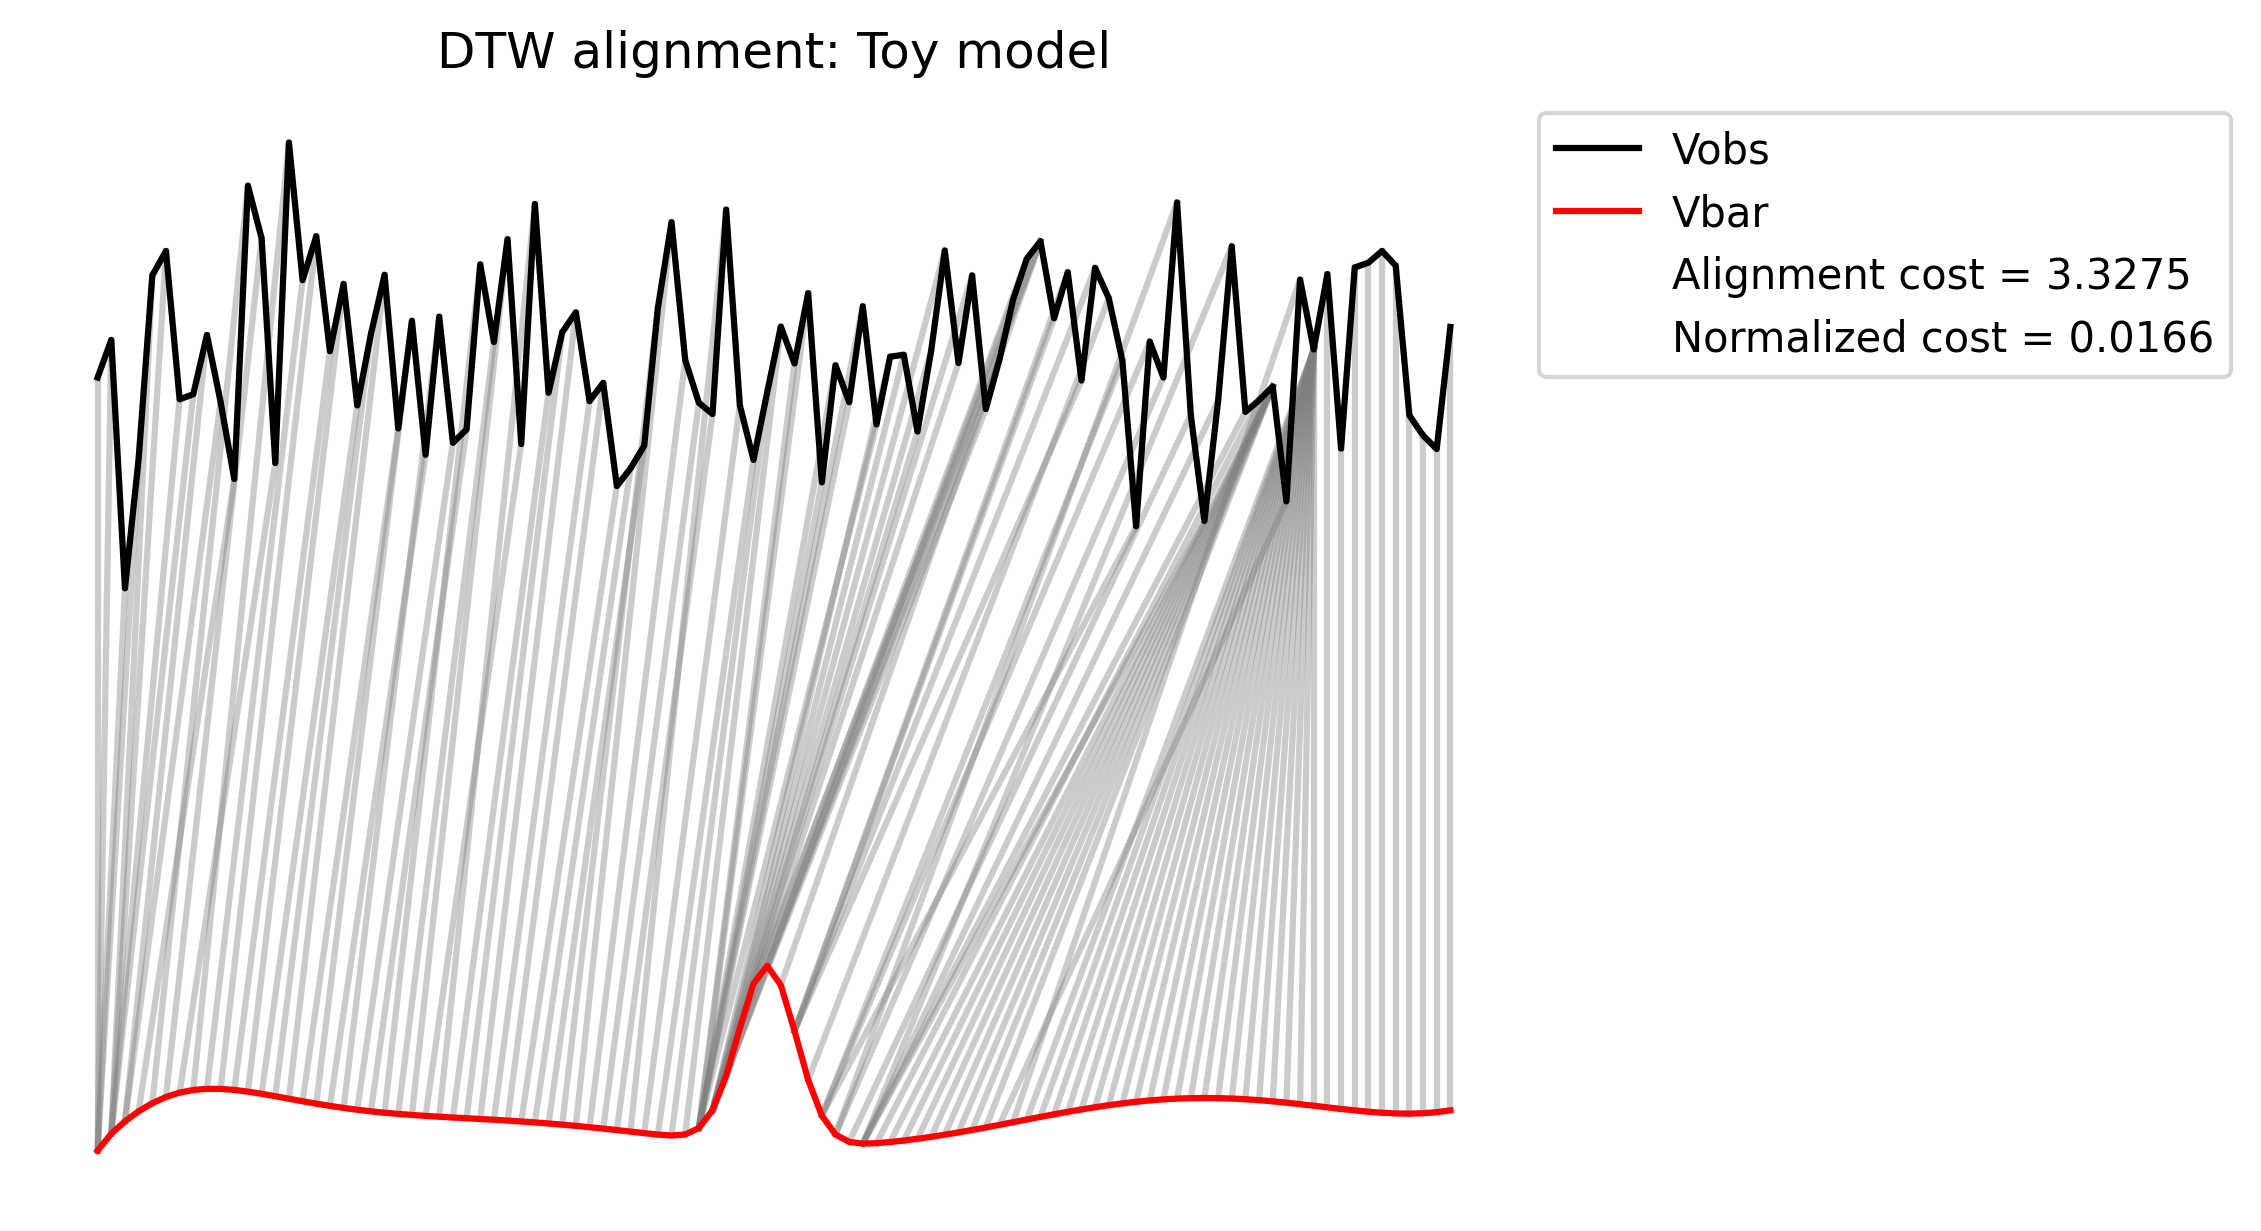 DTW alignment: Toy model
Vobs
Vbar
Alignment cost = 3.3275
Normalized cost = 0.0166